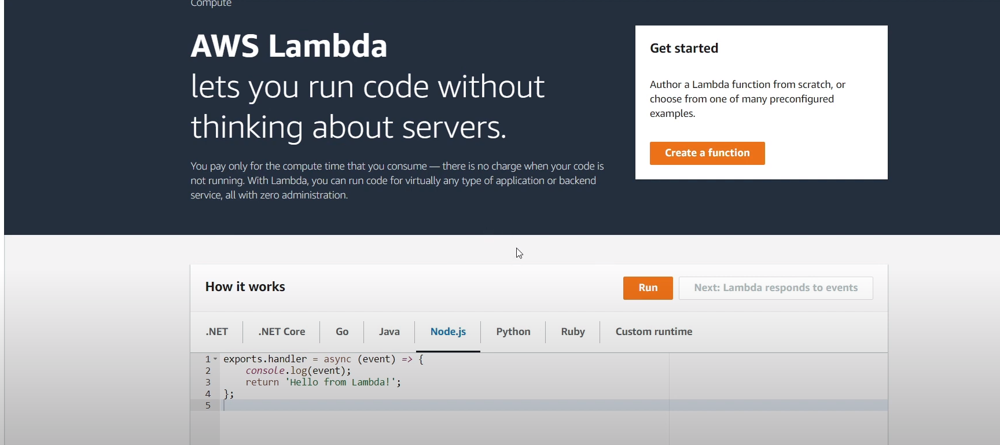 Compute
AWS Lambda
lets you run code without
thinking about servers.
You pay only for the compute time that you consume — there is no charge when your code is
not running. With Lambda, you can run code for virtually any type of application or backend
service, all with zero administration.
Get started
Author a Lambda function from scratch, or
choose from one of many preconfigured
examples.
Create a function
How it works
Run
Next: Lambda responds to events
.NET
.NET Core
Go
Java
Node.js
Python
Ruby
Custom runtime
1 exports.handler = async (event) => {
2     console.log(event);
3     return 'Hello from Lambda!';
4 };
5